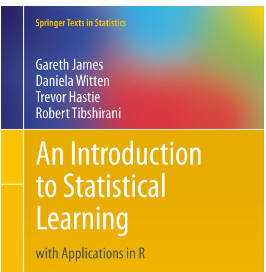 Springer Texts in Statistics
Gareth James
Daniela Witten
Trevor Hastie
Robert Tibshirani
An Introduction
to Statistical
Learning
with Applications in R